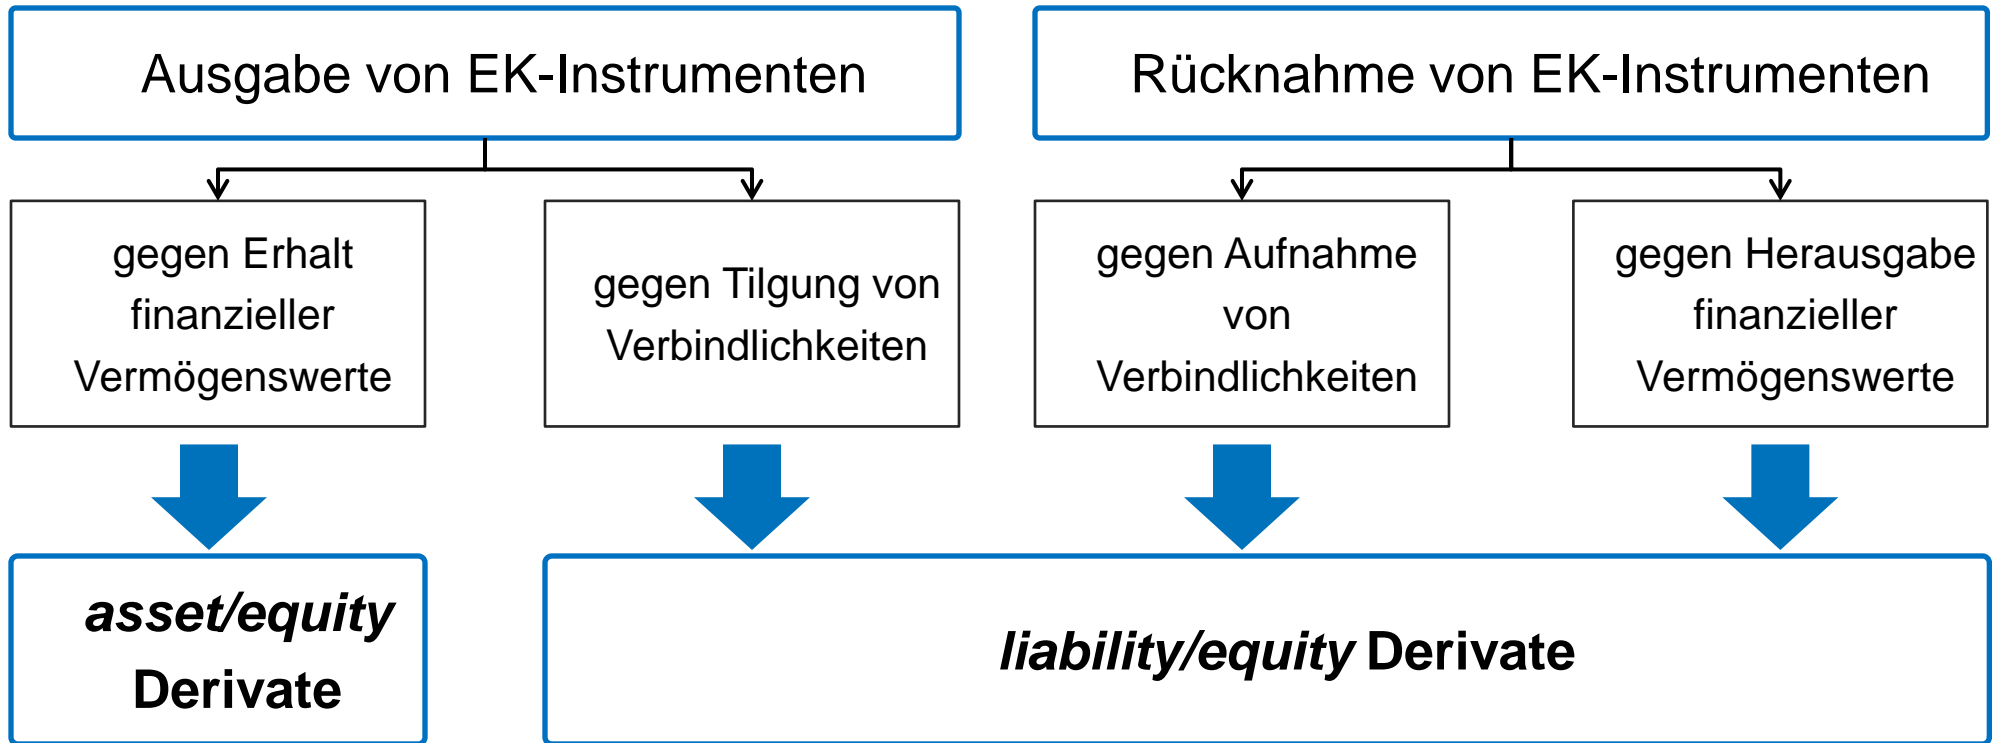 Ausgabe von EK-Instrumenten
Rücknahme von EK-Instrumenten
gegen Erhalt
finanzieller
Vermögenswerte
gegen Tilgung von
Verbindlichkeiten
gegen Aufnahme
von
Verbindlichkeiten
gegen Herausgabe
finanzieller
Vermögenswerte
asset/equity
Derivate
liability/equity Derivate